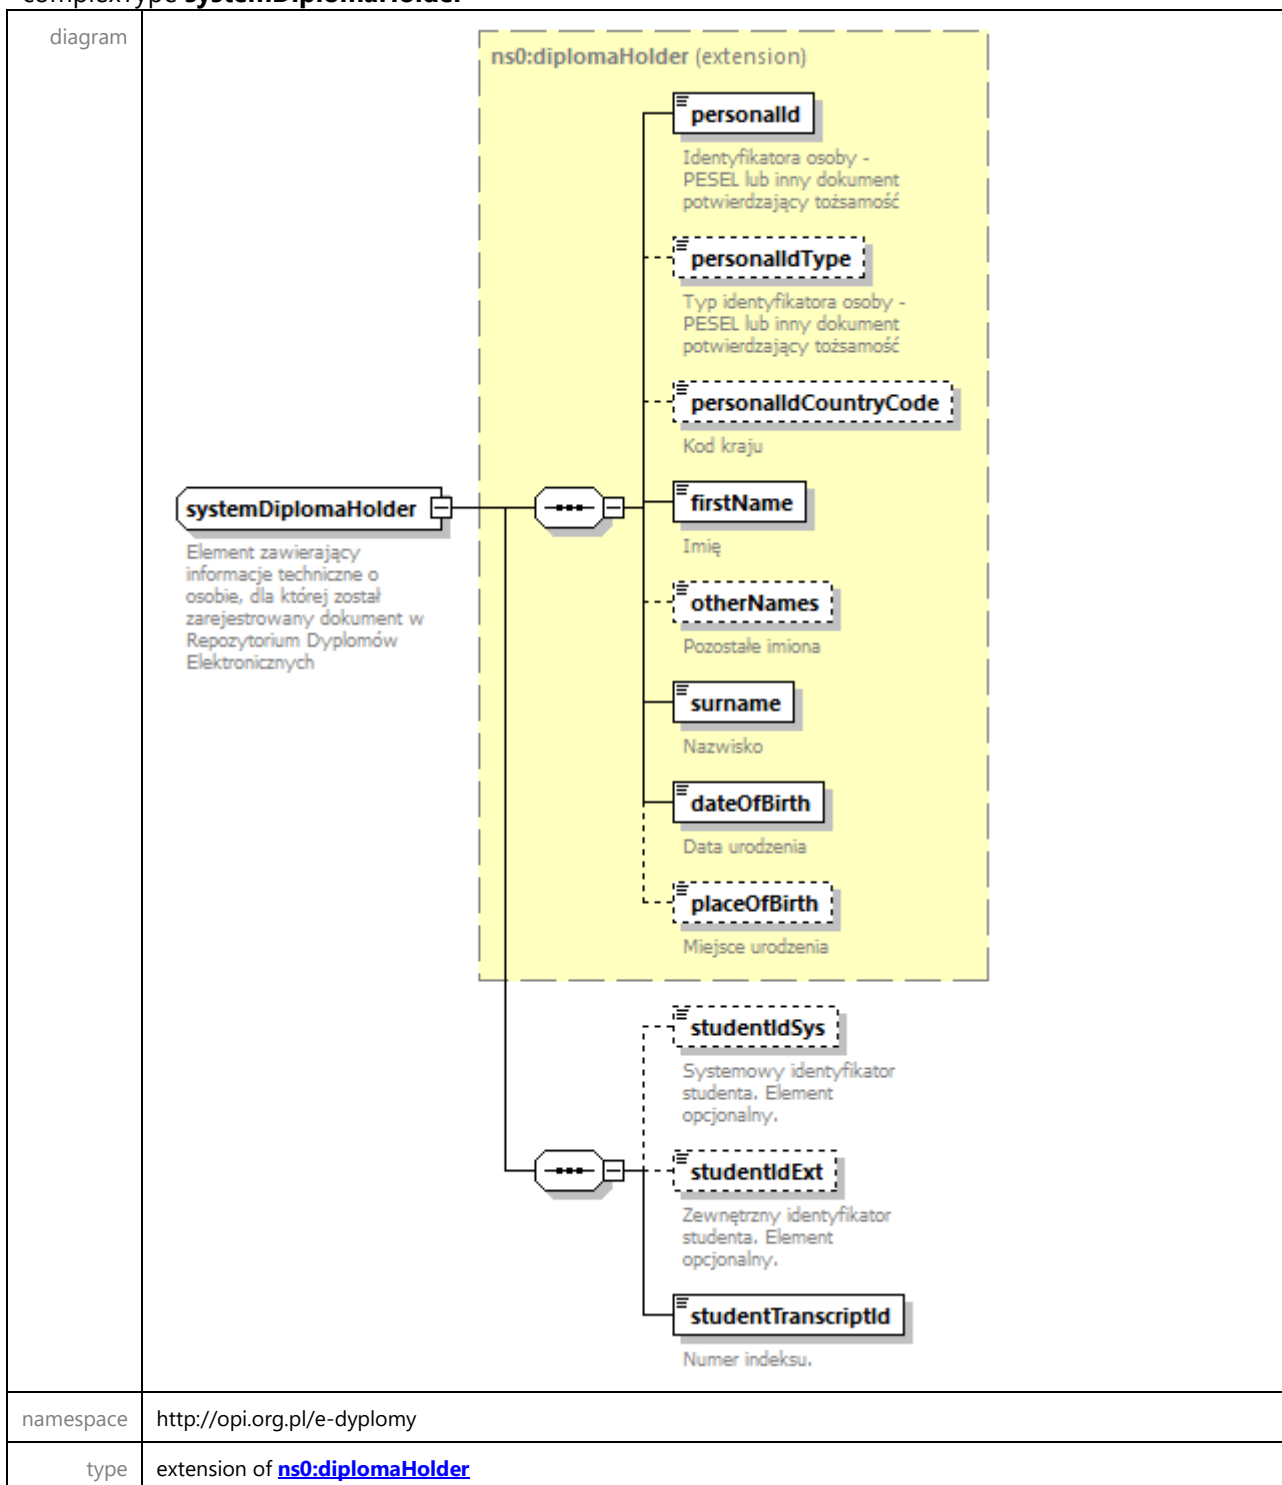 complexType systemDiplomaHolder
diagram
ns0:diplomaHolder (extension)
personalId
Identyfikatora osoby -
PESEL lub inny dokument
potwierdzający tożsamość
personalIdType
Typ identyfikatora osoby -
PESEL lub inny dokument
potwierdzający tożsamość
personalIdCountryCode
Kod kraju
systemDiplomaHolder
Element zawierający
informacje techniczne o
osobie, dla której został
zarejestrowany dokument w
Repozytorium Dyplomów
Elektronicznych
firstName
Imię
otherNames
Pozostałe imiona
surname
Nazwisko
dateOfBirth
Data urodzenia
placeOfBirth
Miejsce urodzenia
studentIdSys
Systemowy identyfikator
studenta. Element
opcjonalny.
studentIdExt
Zewnętrzny identyfikator
studenta. Element
opcjonalny.
studentTranscriptId
Numer indeksu.
namespace http://opi.org.pl/e-dyplomy
type extension of ns0:diplomaHolder